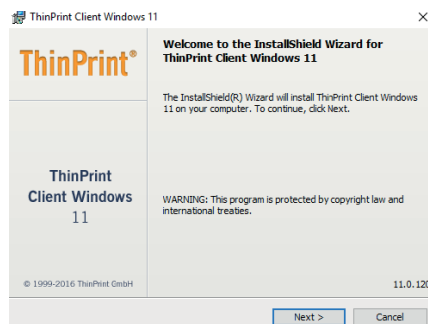 ThinPrint Client Windows 11
ThinPrint®
Welcome to the InstallShield Wizard for
ThinPrint Client Windows 11
The InstallShield(R) Wizard will install ThinPrint Client Windows
11 on your computer. To continue, click Next.
ThinPrint
Client Windows
11
WARNING: This program is protected by copyright law and
international treaties.
© 1999-2016 ThinPrint GmbH
11.0.120
Next >
Cancel